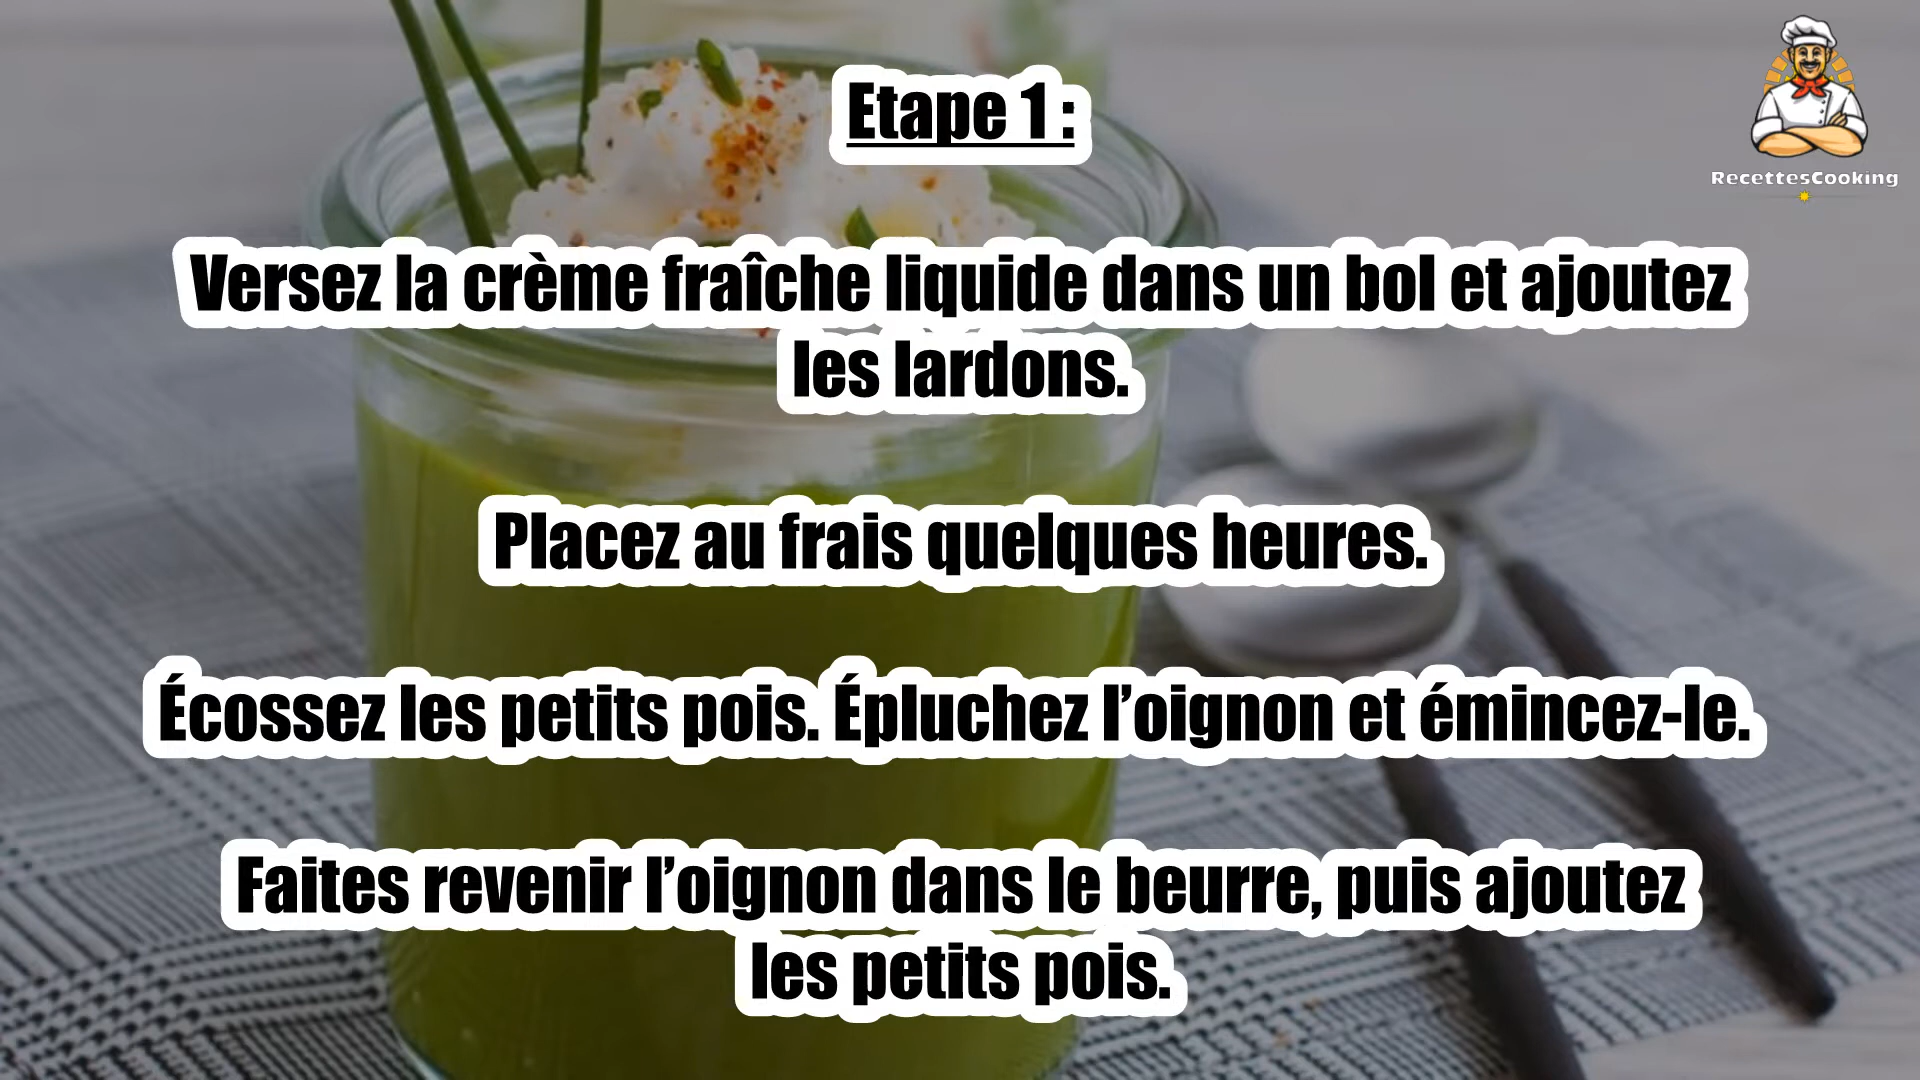 Etape 1 :
RecettesCooking
Versez la crème fraîche liquide dans un bol et ajoutez
les lardons.
Placez au frais quelques heures.
Écossez les petits pois. Épluchez l’oignon et émincez-le.
Faites revenir l’oignon dans le beurre, puis ajoutez
les petits pois.